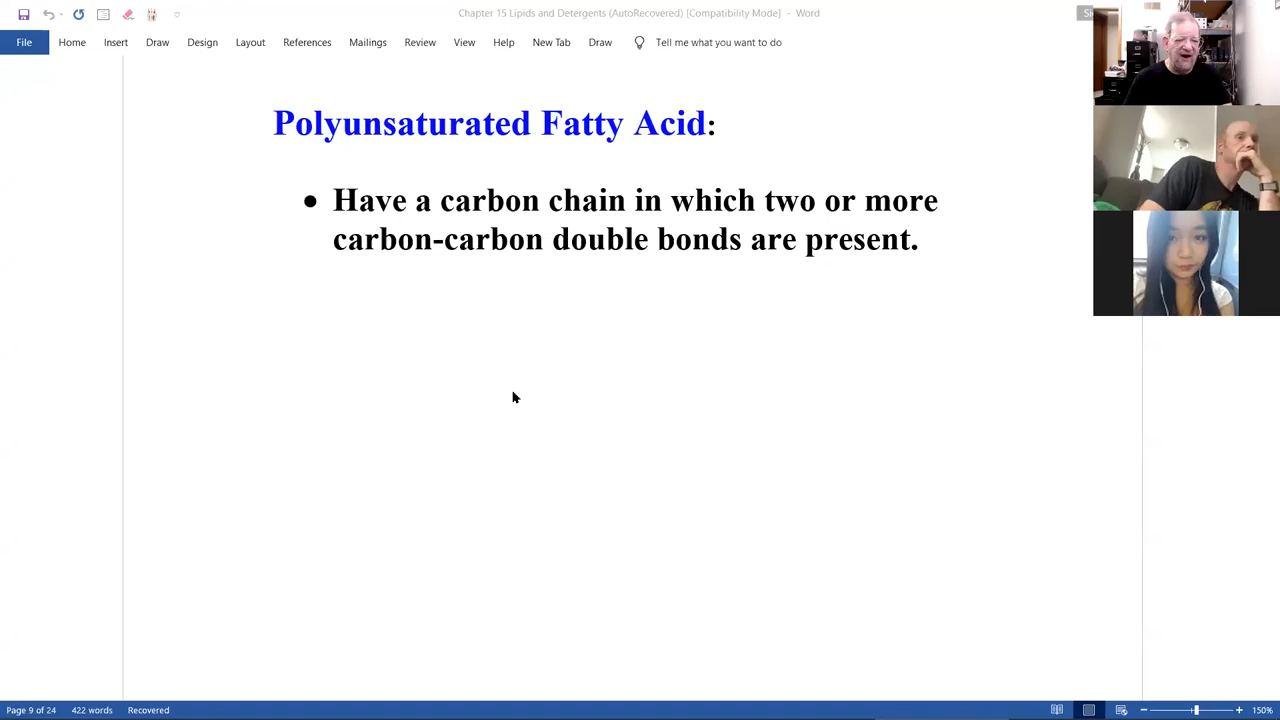 Chapter 15 Lipids and Detergents (AutoRecovered) [Compatibility Mode] - Word
Si
File Home Insert Draw Design Layout References Mailings Review View Help New Tab Draw Tell me what you want to do
Polyunsaturated Fatty Acid:
• Have a carbon chain in which two or more
carbon-carbon double bonds are present.
Page 9 of 24 422 words Recovered 150%